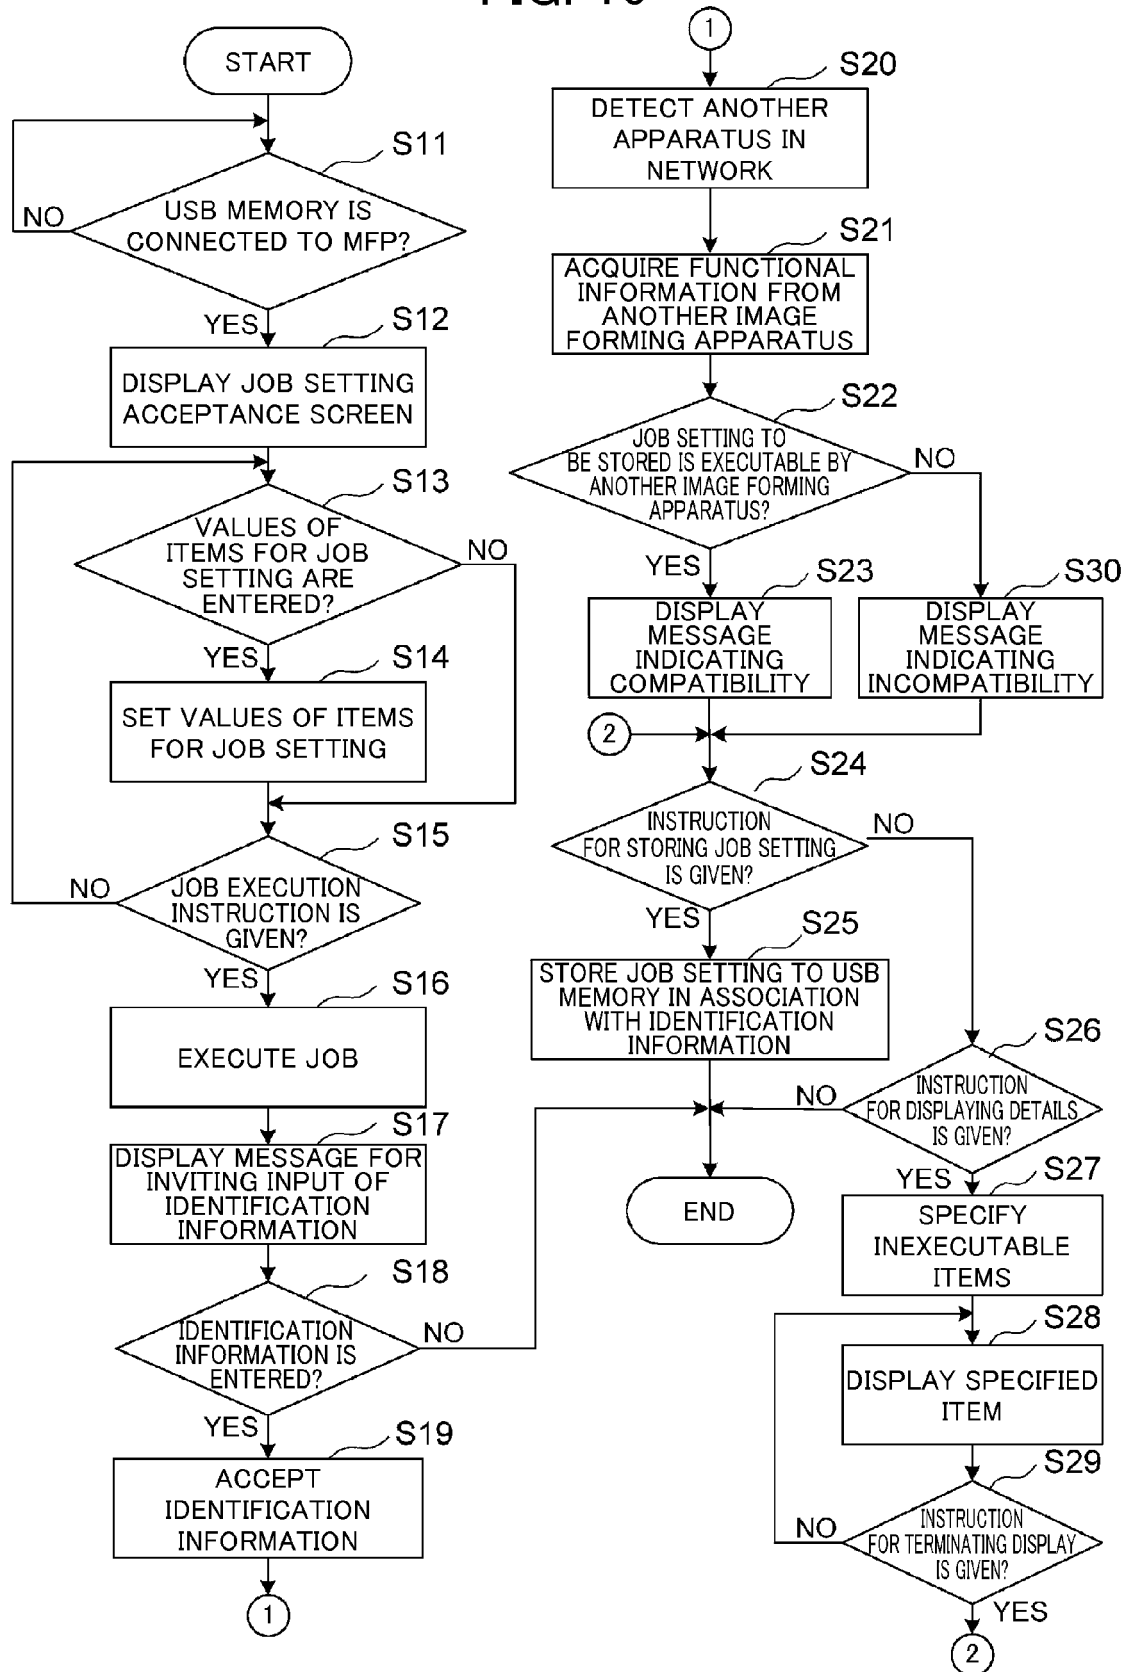 START
S11
NO
USB MEMORY IS
CONNECTED TO MFP?
YES
S12
DISPLAY JOB SETTING
ACCEPTANCE SCREEN
S13
VALUES OF
ITEMS FOR JOB
SETTING ARE
ENTERED?
NO
YES
S14
SET VALUES OF ITEMS
FOR JOB SETTING
S15
NO
JOB EXECUTION
INSTRUCTION IS
GIVEN?
YES
S16
EXECUTE JOB
S17
DISPLAY MESSAGE FOR
INVITING INPUT OF
IDENTIFICATION
INFORMATION
S18
IDENTIFICATION
INFORMATION IS
ENTERED?
NO
YES
S19
ACCEPT
IDENTIFICATION
INFORMATION
1
1
S20
DETECT ANOTHER
APPARATUS IN
NETWORK
S21
ACQUIRE FUNCTIONAL
INFORMATION FROM
ANOTHER IMAGE
FORMING APPARATUS
S22
JOB SETTING TO
BE STORED IS EXECUTABLE BY
ANOTHER IMAGE FORMING
APPARATUS?
NO
YES
S23
DISPLAY
MESSAGE
INDICATING
COMPATIBILITY
S30
DISPLAY
MESSAGE
INDICATING
INCOMPATIBILITY
2
S24
INSTRUCTION
FOR STORING JOB SETTING
IS GIVEN?
NO
YES
S25
STORE JOB SETTING TO USB
MEMORY IN ASSOCIATION
WITH IDENTIFICATION
INFORMATION
S26
INSTRUCTION
FOR DISPLAYING DETAILS
IS GIVEN?
NO
YES
END
S27
SPECIFY
INEXECUTABLE
ITEMS
S28
DISPLAY SPECIFIED
ITEM
S29
INSTRUCTION
FOR TERMINATING DISPLAY
IS GIVEN?
NO
YES
2